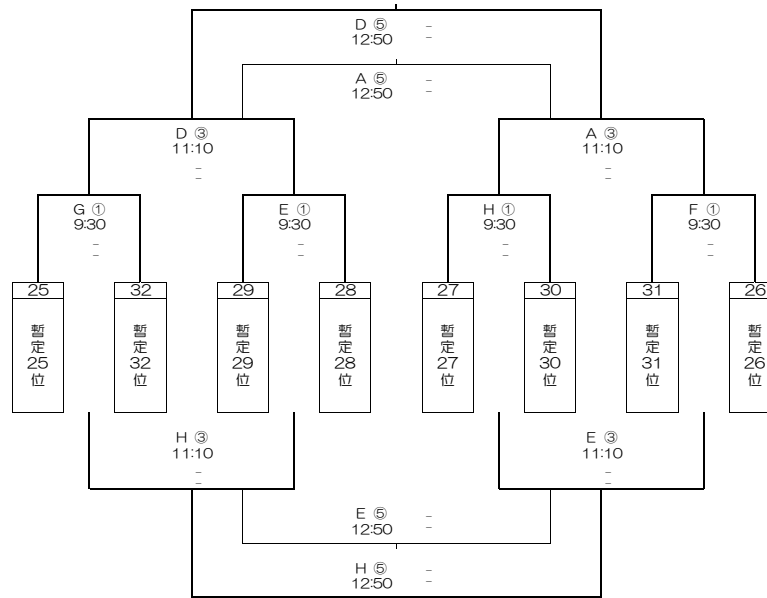 D ⑤
12:50
A ⑤
12:50
D ③
11:10
A ③
11:10
G ①
9:30
E ①
9:30
H ①
9:30
F ①
9:30
25
32
29
28
27
30
31
26
暫定25位
暫定32位
暫定29位
暫定28位
暫定27位
暫定30位
暫定31位
暫定26位
H ③
11:10
E ③
11:10
E ⑤
12:50
H ⑤
12:50